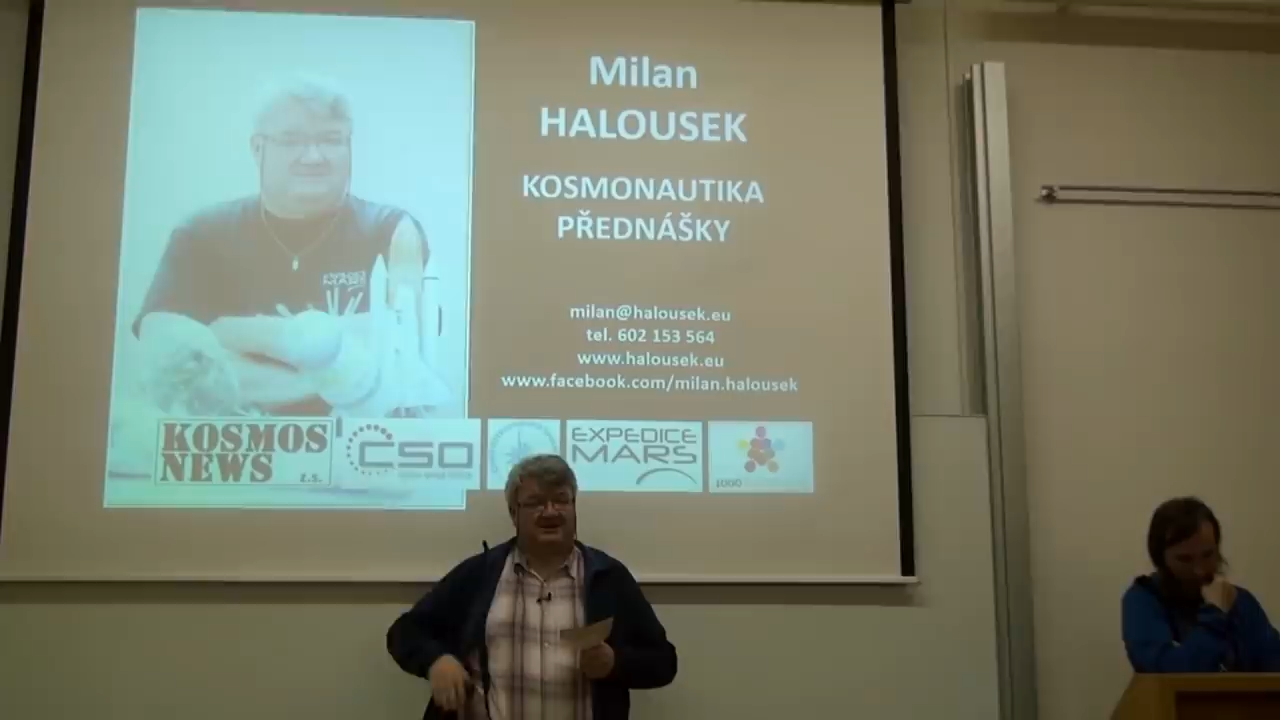 Milan
HALOUSEK
KOSMONAUTIKA
PŘEDNÁŠKY
milan@halousek.eu
tel. 602 153 564
www.halousek.eu
www.facebook.com/milan.halousek
KOSMOS
NEWS
z.s.
CSO
EXPEDICE
MARS